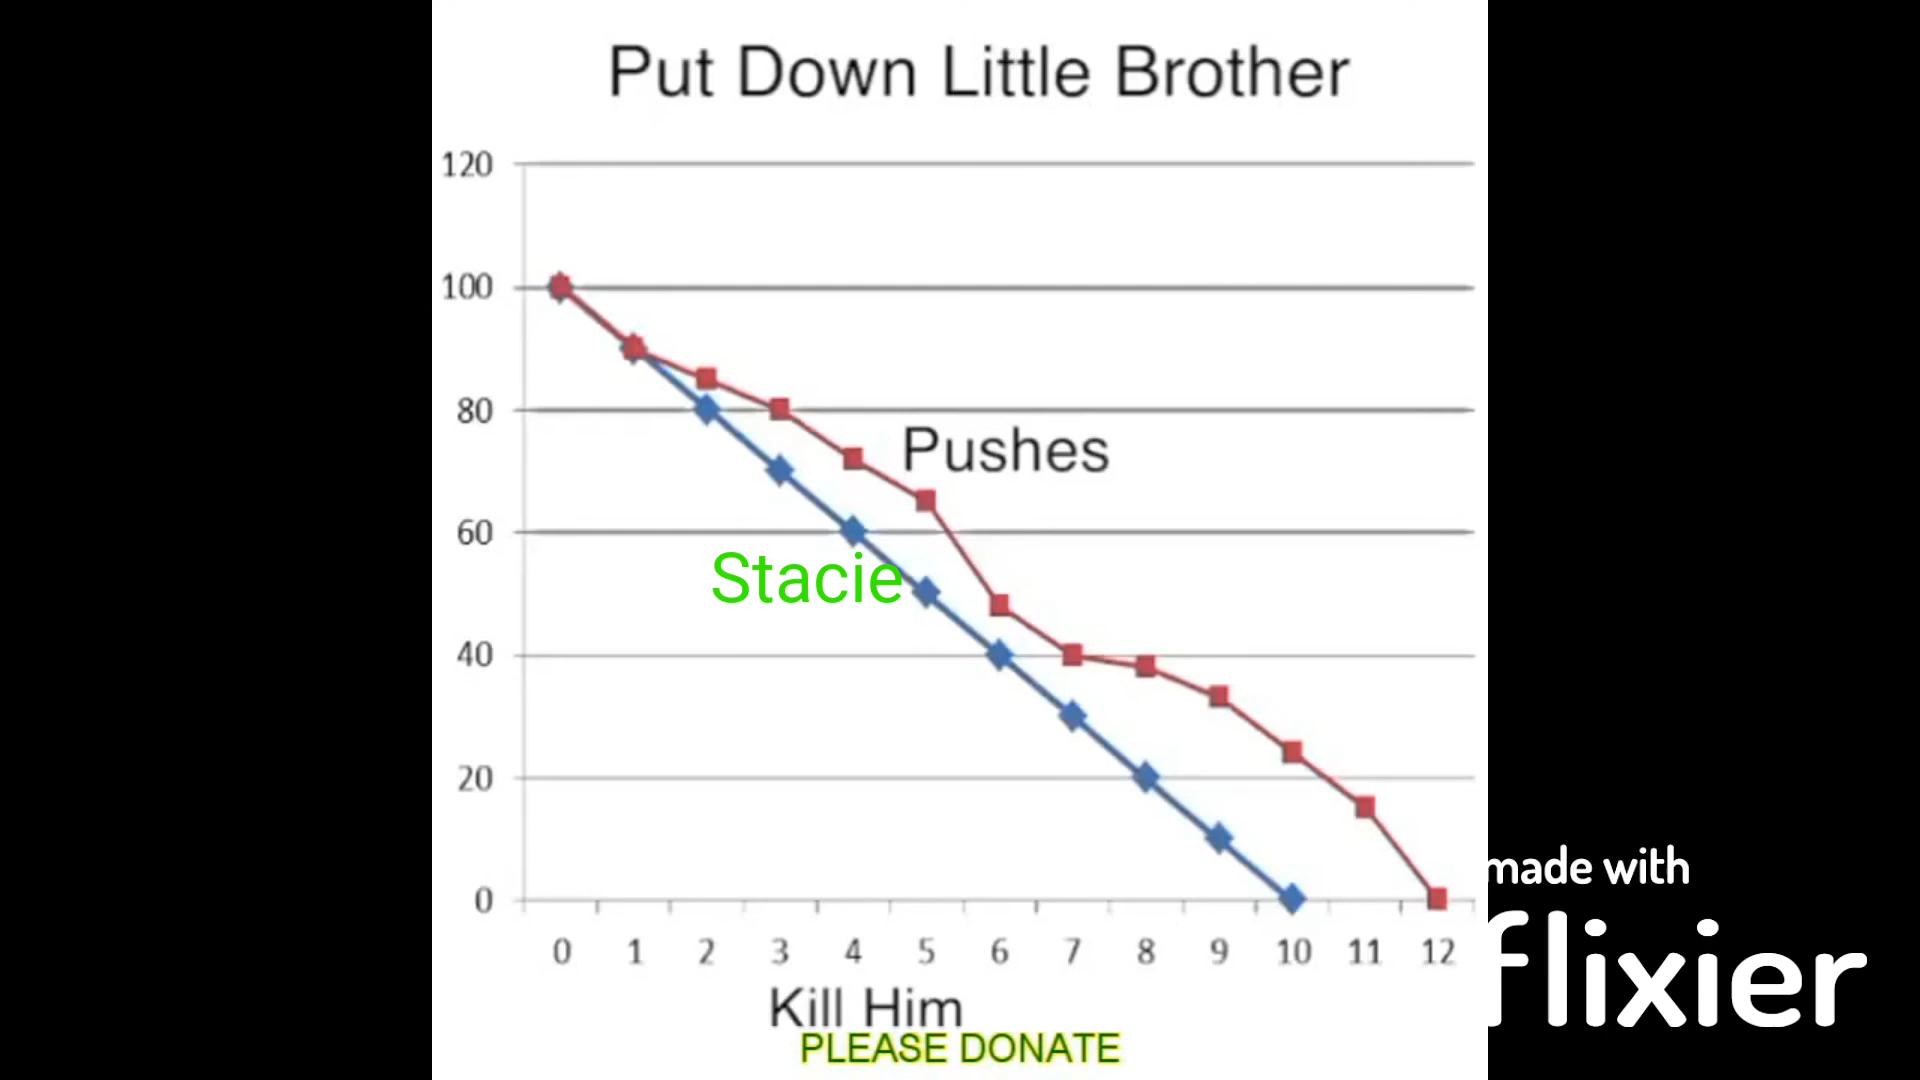 Put Down Little Brother
120
100
80
Pushes
60
Stacie
40
20
0
0 1 2 3 4 5 6 7 8 9 10 11 12
Kill Him
PLEASE DONATE
made with
flixier